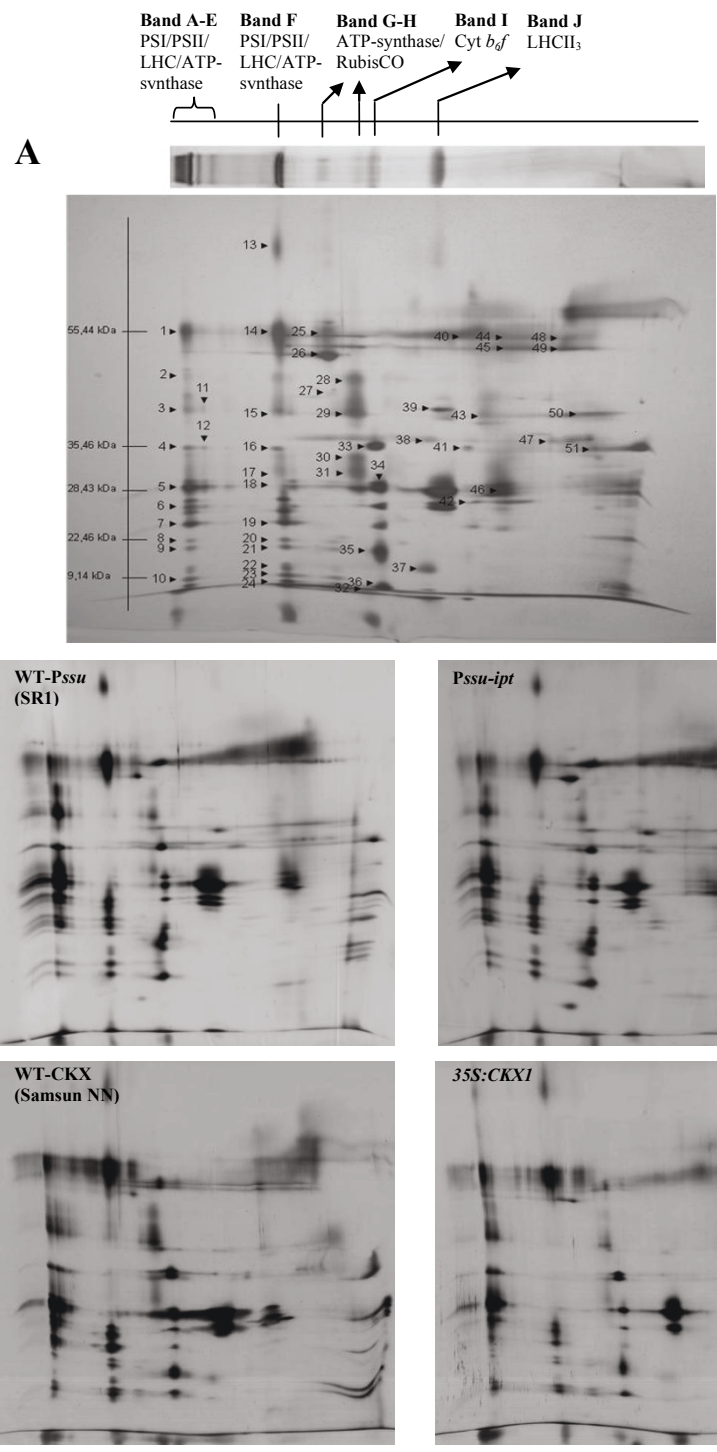 Band A-E
PSI/PSII/
LHC/ATP-
synthase
Band F
PSI/PSII/
LHC/ATP-
synthase
Band G-H
ATP-synthase/
RubisCO
Band I
Cyt b6f
Band J
LHCII3
A
13
55,44 kDa 1 14 25 40 44 48
26 45 49
2 28
11 27
3 15 29 39 43 50
12
35,46 kDa 4 16 33 38 41 47 51
30
17 31 34
28,43 kDa 5 18 46
6 42
7 19
22,46 kDa 8 20
9 21 35
22 37
9,14 kDa 10 23 36
24 32
WT-Pssu
(SR1)
Pssu-ipt
WT-CKX
(Samsun NN)
35S:CKX1